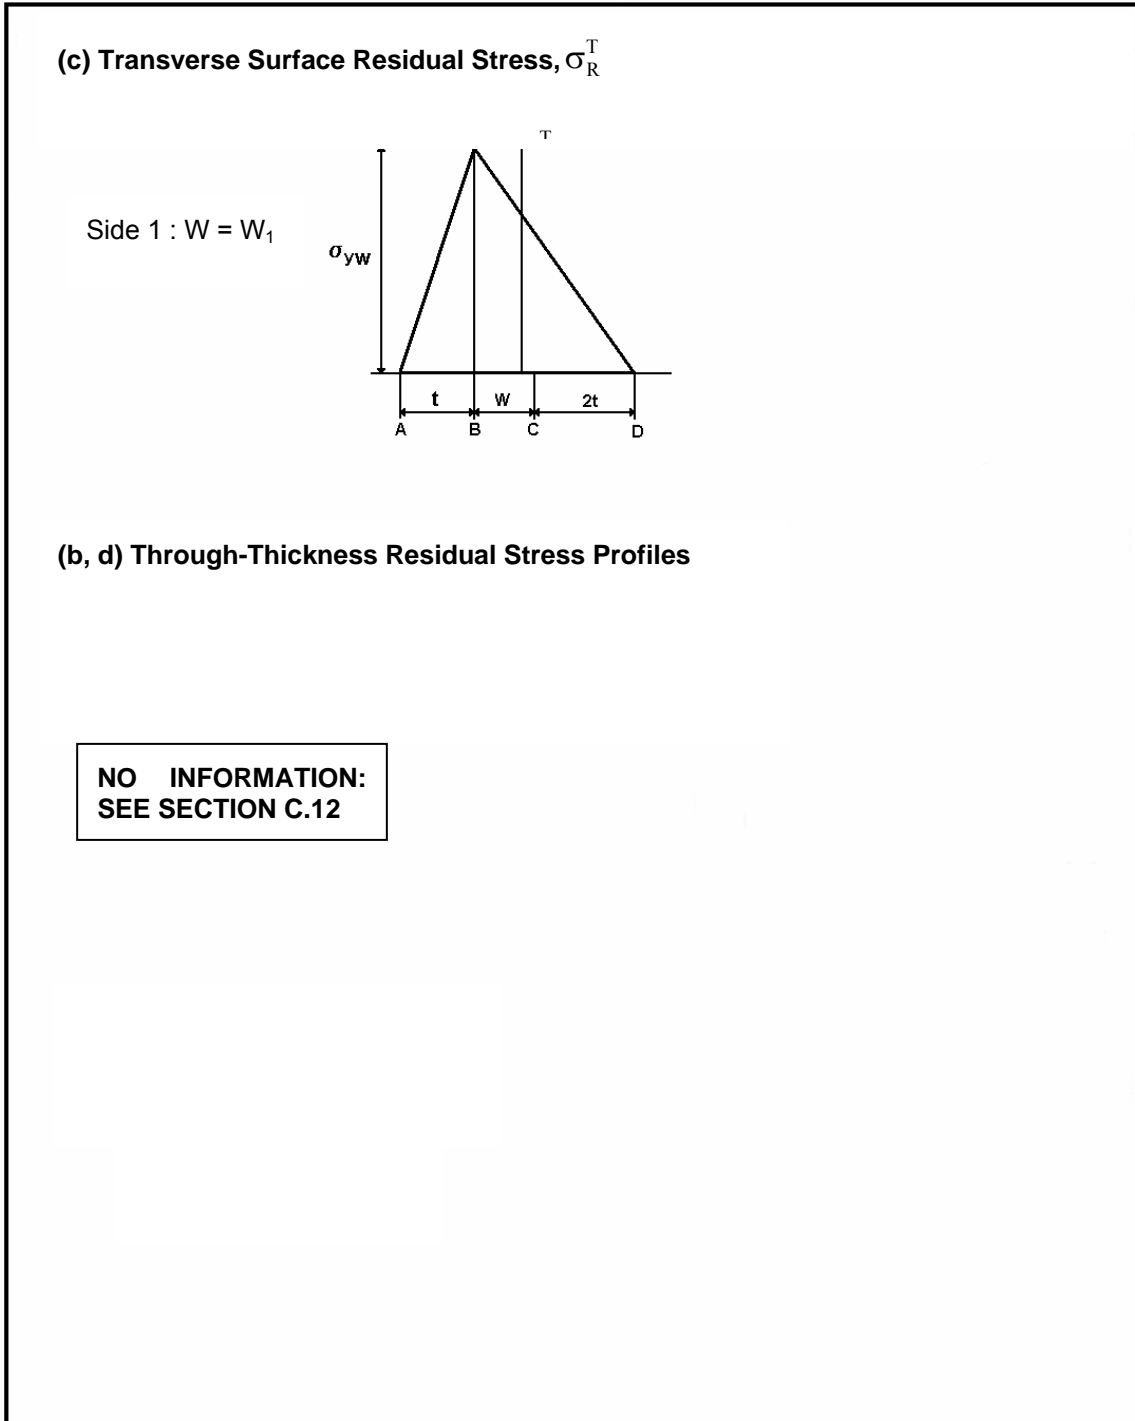 (c) Transverse Surface Residual Stress, σ_R^T
T
Side 1 : W = W₁
σ_yw
t
W
2t
A
B
C
D
(b, d) Through-Thickness Residual Stress Profiles
NO INFORMATION:
SEE SECTION C.12